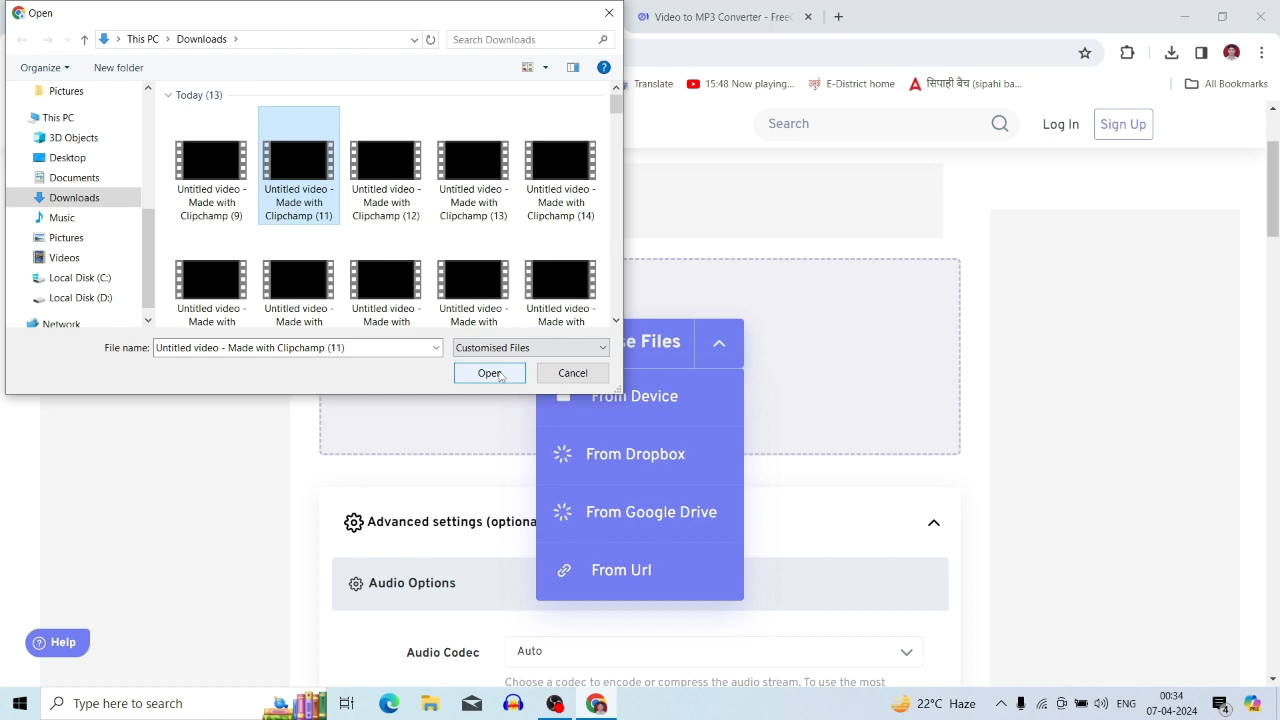 Open
Video to MP3 Converter - FreeC
This PC
Downloads
Search Downloads
Organize
New folder
Translate
15:48 Now playing...
E-District home
सिपाही बैच (sipahi ba...
All Bookmarks
Pictures
This PC
3D Objects
Desktop
Documents
Downloads
Music
Pictures
Videos
Local Disk (C:)
Local Disk (D:)
Network
Today (13)
Untitled video -
Made with
Clipchamp (9)
Untitled video -
Made with
Clipchamp (11)
Untitled video -
Made with
Clipchamp (12)
Untitled video -
Made with
Clipchamp (13)
Untitled video -
Made with
Clipchamp (14)
Untitled video -
Made with
Untitled video -
Made with
Untitled video -
Made with
Untitled video -
Made with
Untitled video -
Made with
File name:
Untitled video - Made with Clipchamp (11)
Customised Files
Open
Cancel
Search
Log In
Sign Up
se Files
From Device
From Dropbox
From Google Drive
From Url
Advanced settings (optiona
Audio Options
Audio Codec
Auto
Choose a codec to encode or compress the audio stream. To use the most
Help
Type here to search
22°C Haze
ENG
00:34
07-04-2024
4